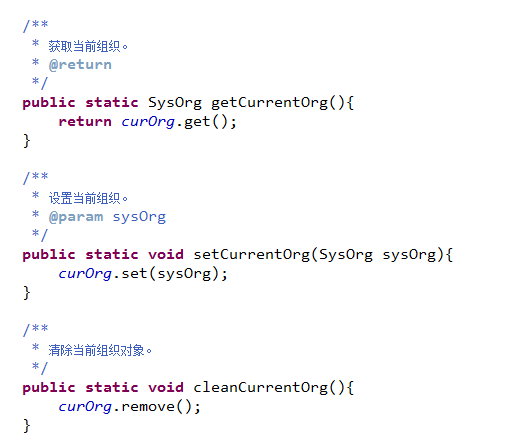 /**
 * 获取当前组织。
 * @return
 */
public static SysOrg getCurrentOrg(){
    return curOrg.get();
}
/**
 * 设置当前组织。
 * @param sysOrg
 */
public static void setCurrentOrg(SysOrg sysOrg){
    curOrg.set(sysOrg);
}
/**
 * 清除当前组织对象。
 */
public static void cleanCurrentOrg(){
    curOrg.remove();
}